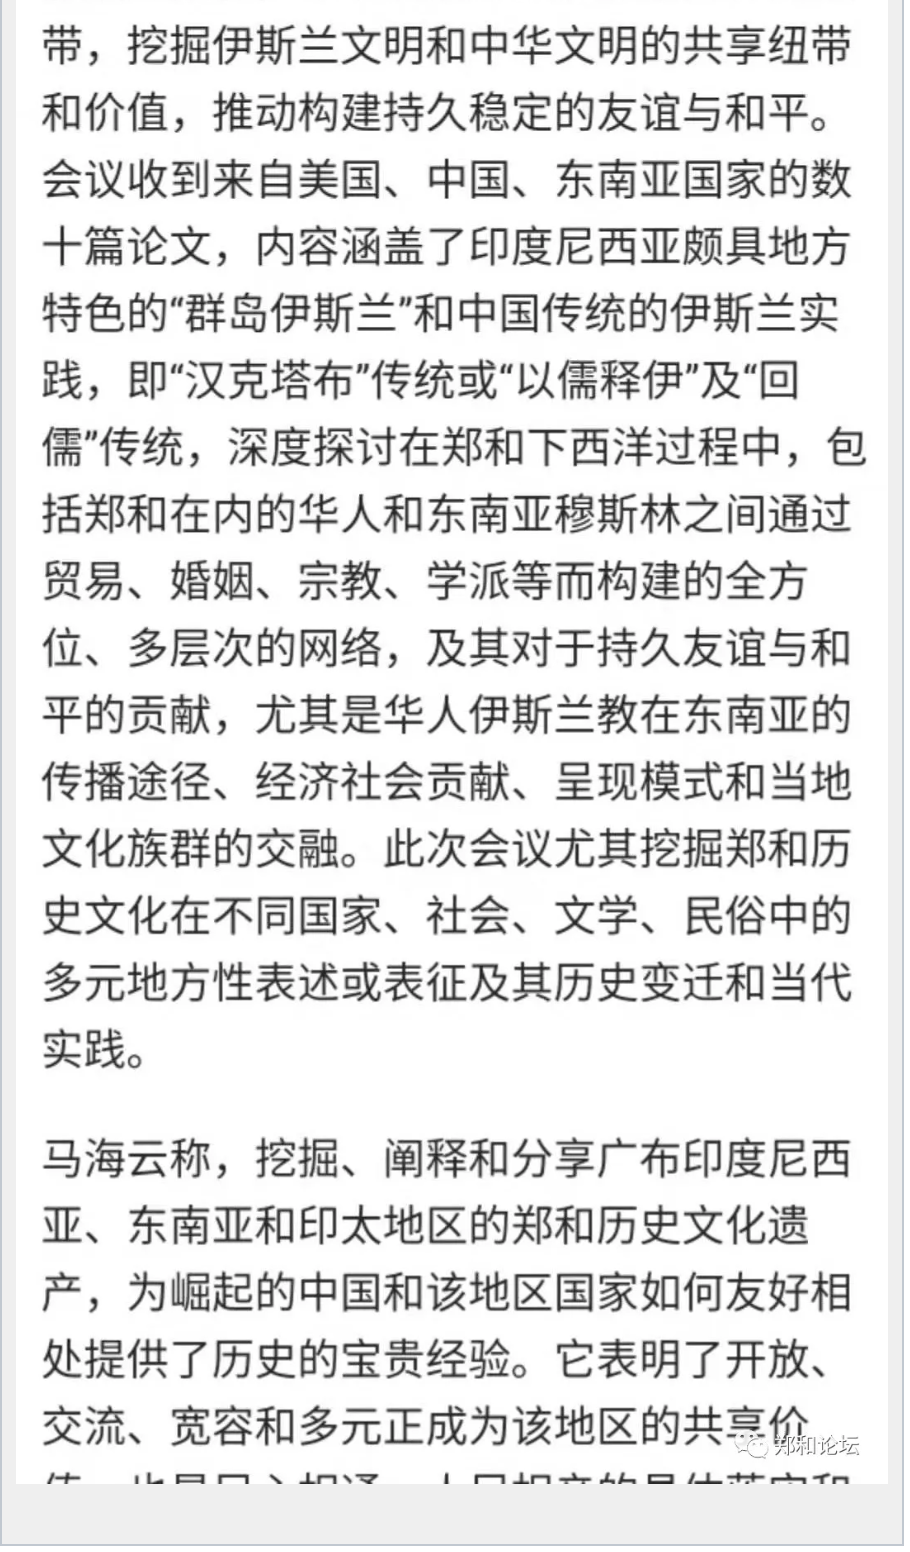 带，挖掘伊斯兰文明和中华文明的共享纽带
和价值，推动构建持久稳定的友谊与和平。
会议收到来自美国、中国、东南亚国家的数
十篇论文，内容涵盖了印度尼西亚颇具地方
特色的“群岛伊斯兰”和中国传统的伊斯兰实
践，即“汉克塔布”传统或“以儒释伊”及“回
儒”传统，深度探讨在郑和下西洋过程中，包
括郑和在内的华人和东南亚穆斯林之间通过
贸易、婚姻、宗教、学派等而构建的全方
位、多层次的网络，及其对于持久友谊与和
平的贡献，尤其是华人伊斯兰教在东南亚的
传播途径、经济社会贡献、呈现模式和当地
文化族群的交融。此次会议尤其挖掘郑和历
史文化在不同国家、社会、文学、民俗中的
多元地方性表述或表征及其历史变迁和当代
实践。
马海云称，挖掘、阐释和分享广布印度尼西
亚、东南亚和印太地区的郑和历史文化遗
产，为崛起的中国和该地区国家如何友好相
处提供了历史的宝贵经验。它表明了开放、
交流、宽容和多元正成为该地区的共享价
郑和论坛